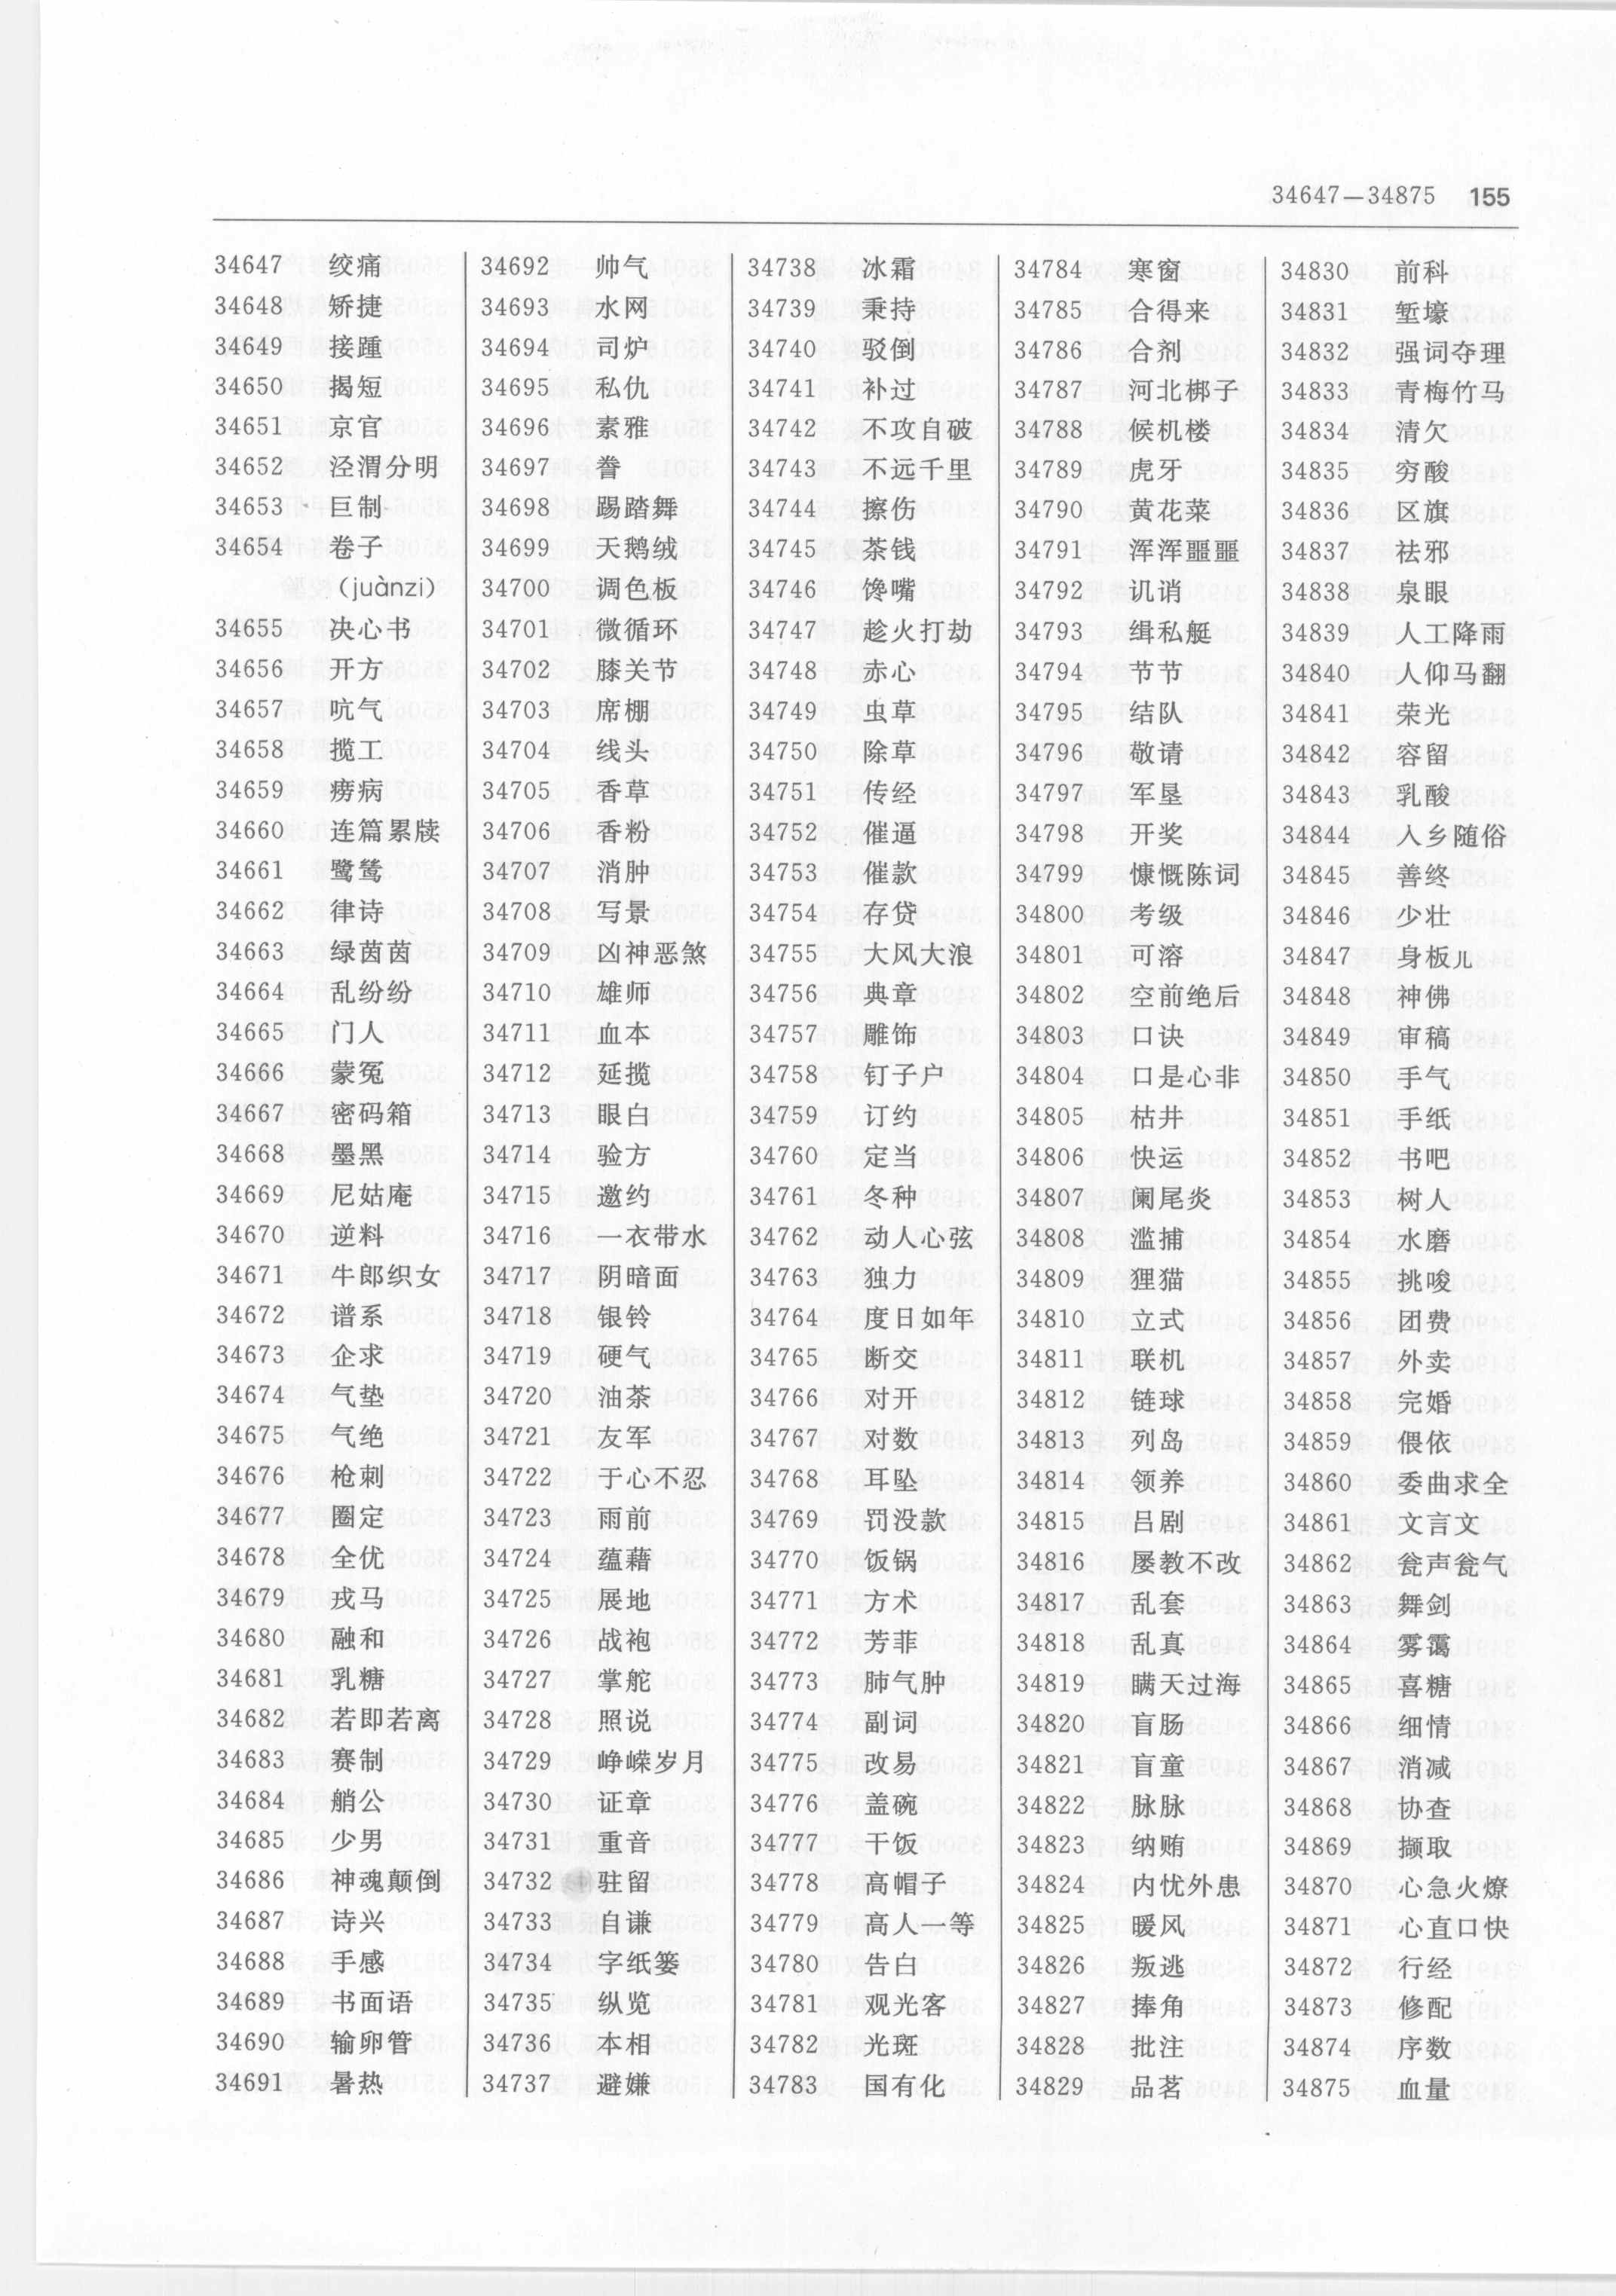 34647—34875 155
34647 绞痛
34648 矫捷
34649 接踵
34650 揭短
34651 京官
34652 泾渭分明
34653 巨制
34654 卷子
(juànzi)
34655 决心书
34656 开方
34657 吭气
34658 揽工
34659 痨病
34660 连篇累牍
34661 鹭鸶
34662 律诗
34663 绿茵茵
34664 乱纷纷
34665 门人
34666 蒙冤
34667 密码箱
34668 墨黑
34669 尼姑庵
34670 逆料
34671 牛郎织女
34672 谱系
34673 企求
34674 气垫
34675 气绝
34676 枪刺
34677 圈定
34678 全优
34679 戎马
34680 融和
34681 乳糖
34682 若即若离
34683 赛制
34684 艄公
34685 少男
34686 神魂颠倒
34687 诗兴
34688 手感
34689 书面语
34690 输卵管
34691 暑热
34692 帅气
34693 水网
34694 司炉
34695 私仇
34696 素雅
34697 誊
34698 踢踏舞
34699 天鹅绒
34700 调色板
34701 微循环
34702 膝关节
34703 席棚
34704 线头
34705 香草
34706 香粉
34707 消肿
34708 写景
34709 凶神恶煞
34710 雄师
34711 血本
34712 延揽
34713 眼白
34714 验方
34715 邀约
34716 一衣带水
34717 阴暗面
34718 银铃
34719 硬气
34720 油茶
34721 友军
34722 于心不忍
34723 雨前
34724 蕴藉
34725 展地
34726 战袍
34727 掌舵
34728 照说
34729 峥嵘岁月
34730 证章
34731 重音
34732 驻留
34733 自谦
34734 字纸篓
34735 纵览
34736 本相
34737 避嫌
34738 冰霜
34739 秉持
34740 驳倒
34741 补过
34742 不攻自破
34743 不远千里
34744 擦伤
34745 茶钱
34746 馋嘴
34747 趁火打劫
34748 赤心
34749 虫草
34750 除草
34751 传经
34752 催逼
34753 催款
34754 存贷
34755 大风大浪
34756 典章
34757 雕饰
34758 钉子户
34759 订约
34760 定当
34761 冬种
34762 动人心弦
34763 独力
34764 度日如年
34765 断交
34766 对开
34767 对数
34768 耳坠
34769 罚没款
34770 饭锅
34771 方术
34772 芳菲
34773 肺气肿
34774 副词
34775 改易
34776 盖碗
34777 干饭
34778 高帽子
34779 高人一等
34780 告白
34781 观光客
34782 光斑
34783 国有化
34784 寒窗
34785 合得来
34786 合剂
34787 河北梆子
34788 候机楼
34789 虎牙
34790 黄花菜
34791 浑浑噩噩
34792 讥诮
34793 缉私艇
34794 节节
34795 结队
34796 敬请
34797 军垦
34798 开奖
34799 慷慨陈词
34800 考级
34801 可溶
34802 空前绝后
34803 口诀
34804 口是心非
34805 枯井
34806 快运
34807 阑尾炎
34808 滥捕
34809 狸猫
34810 立式
34811 联机
34812 链球
34813 列岛
34814 领养
34815 吕剧
34816 屡教不改
34817 乱套
34818 乱真
34819 瞒天过海
34820 盲肠
34821 盲童
34822 脉脉
34823 纳贿
34824 内忧外患
34825 暖风
34826 叛逃
34827 捧角
34828 批注
34829 品茗
34830 前科
34831 堑壕
34832 强词夺理
34833 青梅竹马
34834 清欠
34835 穷酸
34836 区旗
34837 祛邪
34838 泉眼
34839 人工降雨
34840 人仰马翻
34841 荣光
34842 容留
34843 乳酸
34844 入乡随俗
34845 善终
34846 少壮
34847 身板儿
34848 神佛
34849 审稿
34850 手气
34851 手纸
34852 书吧
34853 树人
34854 水磨
34855 挑唆
34856 团费
34857 外卖
34858 完婚
34859 偎依
34860 委曲求全
34861 文言文
34862 瓮声瓮气
34863 舞剑
34864 雾霭
34865 喜糖
34866 细情
34867 消减
34868 协查
34869 撷取
34870 心急火燎
34871 心直口快
34872 行经
34873 修配
34874 序数
34875 血量